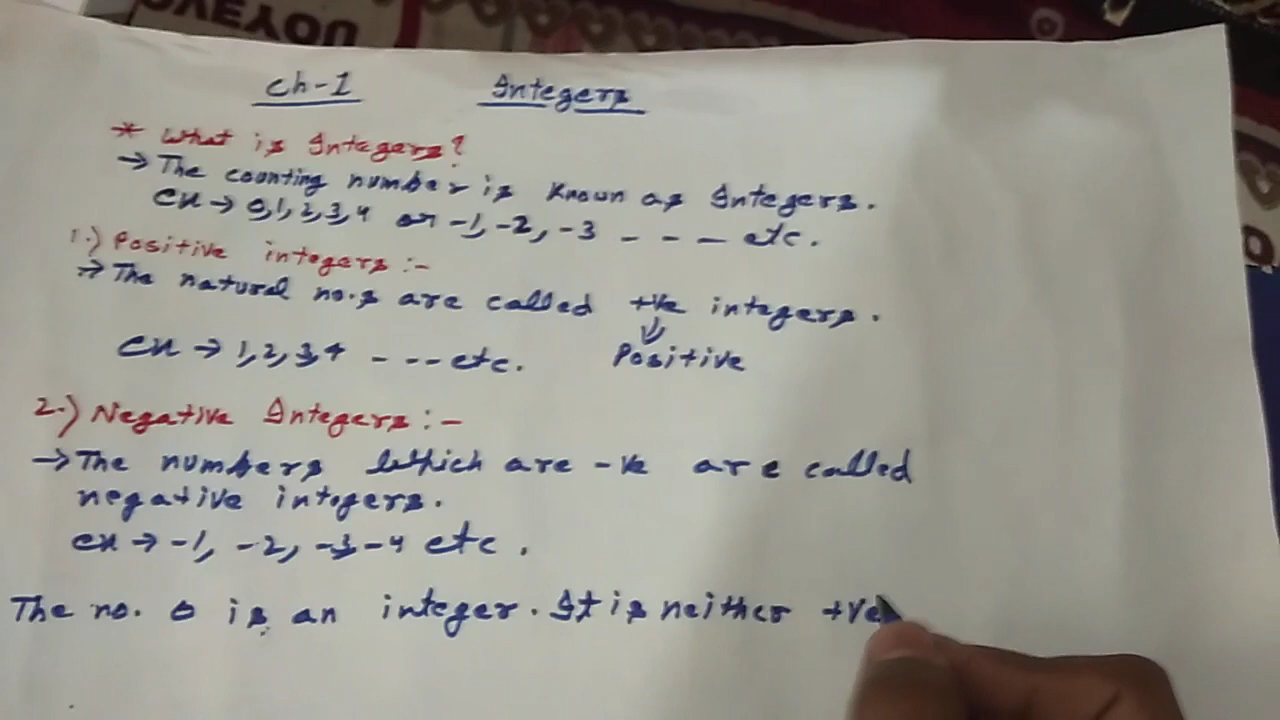 UOYAVE
Ch-1 Integers
* What is Integers?
→ The counting number is known as Integers.
ex → 0,1,2,3,4 or -1, -2, -3 - - - etc.
1.) Positive integers :-
→ The natural no.s are called +ve integers.
ex → 1,2,3,4 - - - etc. Positive
2.) Negative Integers :-
→ The numbers which are -ve are called
negative integers.
ex → -1, -2, -3 -4 etc.
The no. 0 is an integer. It is neither +ve